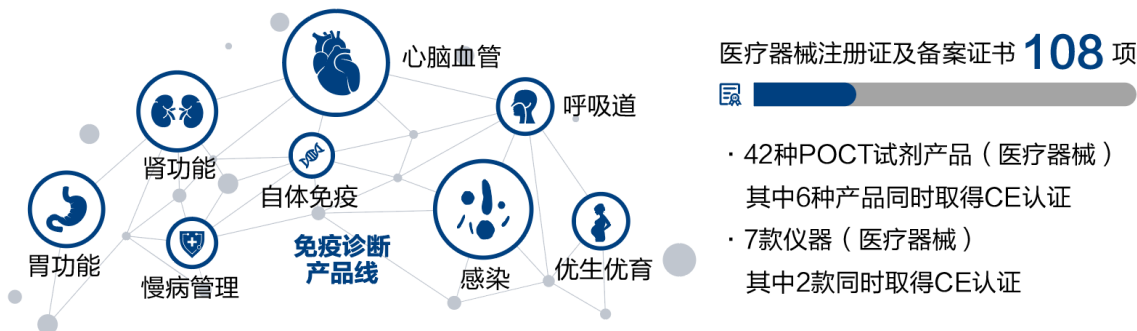 心脑血管
呼吸道
肾功能
自体免疫
胃功能
慢病管理
免疫诊断
产品线
感染
优生优育
医疗器械注册证及备案证书 108 项
· 42种POCT试剂产品（医疗器械）
其中6种产品同时取得CE认证
· 7款仪器（医疗器械）
其中2款同时取得CE认证